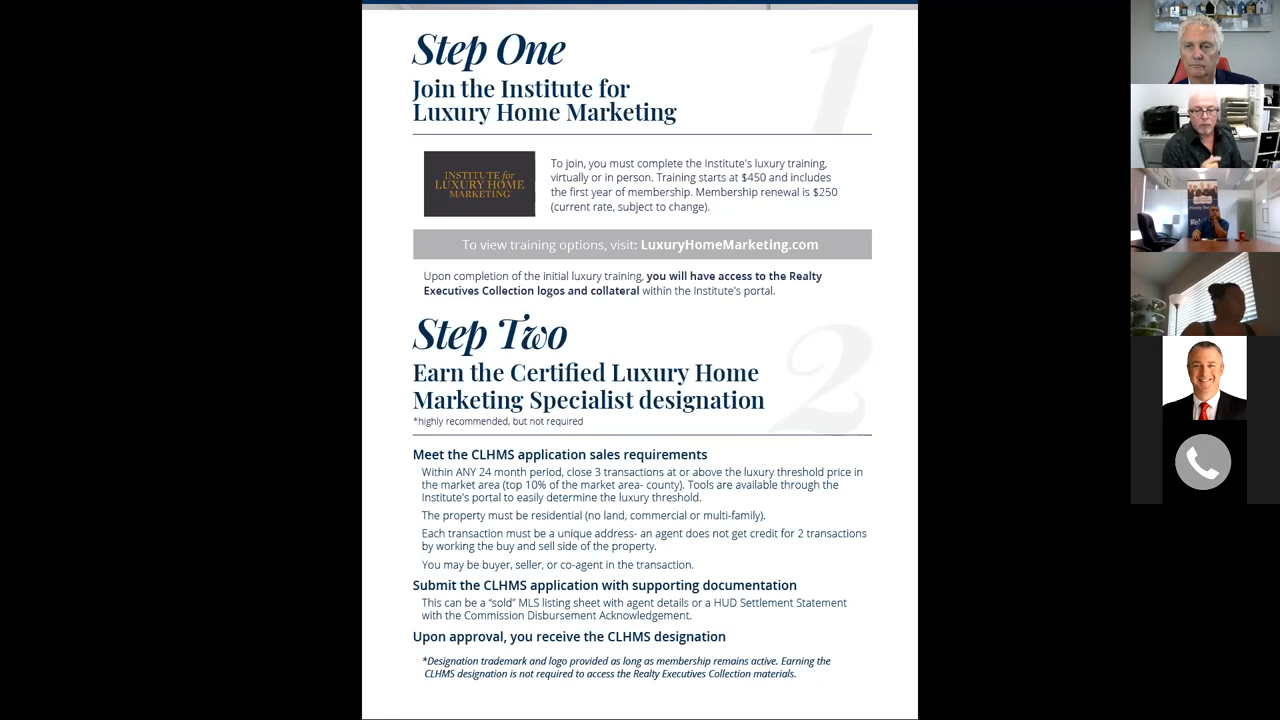 1
Step One
Join the Institute for
Luxury Home Marketing
INSTITUTE for
LUXURY HOME
MARKETING
To join, you must complete the Institute's luxury training,
virtually or in person. Training starts at $450 and includes
the first year of membership. Membership renewal is $250
(current rate, subject to change).
To view training options, visit: LuxuryHomeMarketing.com
Upon completion of the initial luxury training, you will have access to the Realty
Executives Collection logos and collateral within the Institute's portal.
2
Step Two
Earn the Certified Luxury Home
Marketing Specialist designation
*highly recommended, but not required
Meet the CLHMS application sales requirements
Within ANY 24 month period, close 3 transactions at or above the luxury threshold price in
the market area (top 10% of the market area- county). Tools are available through the
Institute's portal to easily determine the luxury threshold.
The property must be residential (no land, commercial or multi-family).
Each transaction must be a unique address- an agent does not get credit for 2 transactions
by working the buy and sell side of the property.
You may be buyer, seller, or co-agent in the transaction.
Submit the CLHMS application with supporting documentation
This can be a “sold” MLS listing sheet with agent details or a HUD Settlement Statement
with the Commission Disbursement Acknowledgement.
Upon approval, you receive the CLHMS designation
*Designation trademark and logo provided as long as membership remains active. Earning the
CLHMS designation is not required to access the Realty Executives Collection materials.